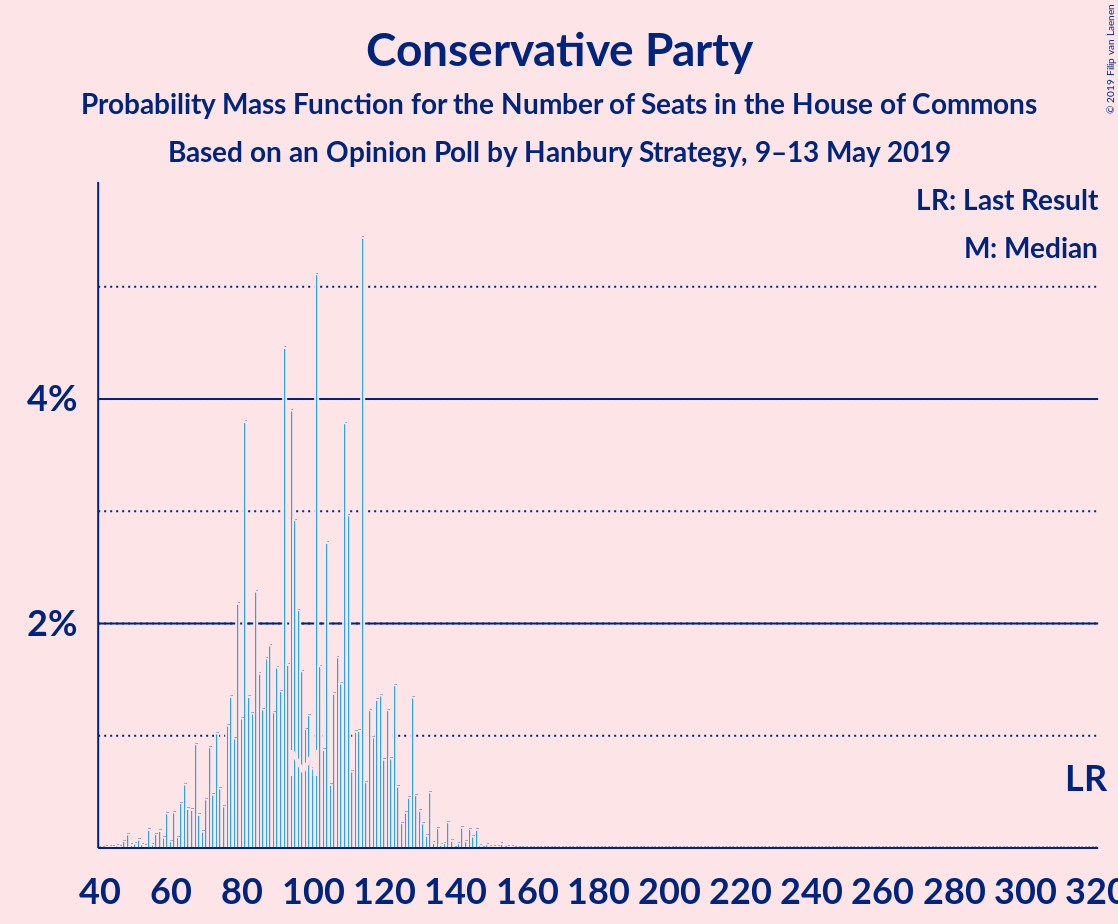 Conservative Party
Probability Mass Function for the Number of Seats in the House of Commons
Based on an Opinion Poll by Hanbury Strategy, 9–13 May 2019
© 2019 Filip van Laenen
LR: Last Result
M: Median
4%
2%
M
LR
40 60 80 100 120 140 160 180 200 220 240 260 280 300 320